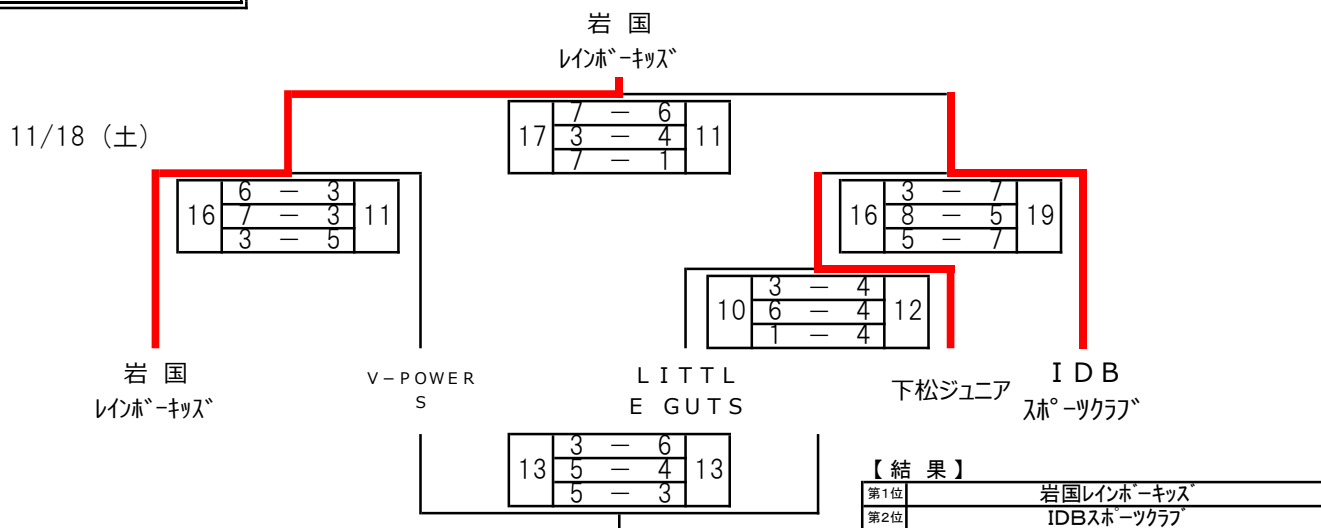 岩 国
ﾚｲﾝﾎﾞｰｷｯｽﾞ
11/18 (土)
17 7 － 6 11
3 － 4
7 － 1
16 6 － 3 11
7 － 3
3 － 5
16 3 － 7 19
8 － 5
5 － 7
10 3 － 4 12
6 － 4
1 － 4
岩 国
ﾚｲﾝﾎﾞｰｷｯｽﾞ
V－POWER
S
L I T T L
E GUTS
下松ジュニア
I D B
ｽﾎﾟｰﾂｸﾗﾌﾞ
13 3 － 6 13
5 － 4
5 － 3
【 結 果 】
第1位 岩国ﾚｲﾝﾎﾞｰｷｯｽﾞ
第2位 IDBｽﾎﾟｰﾂｸﾗﾌﾞ